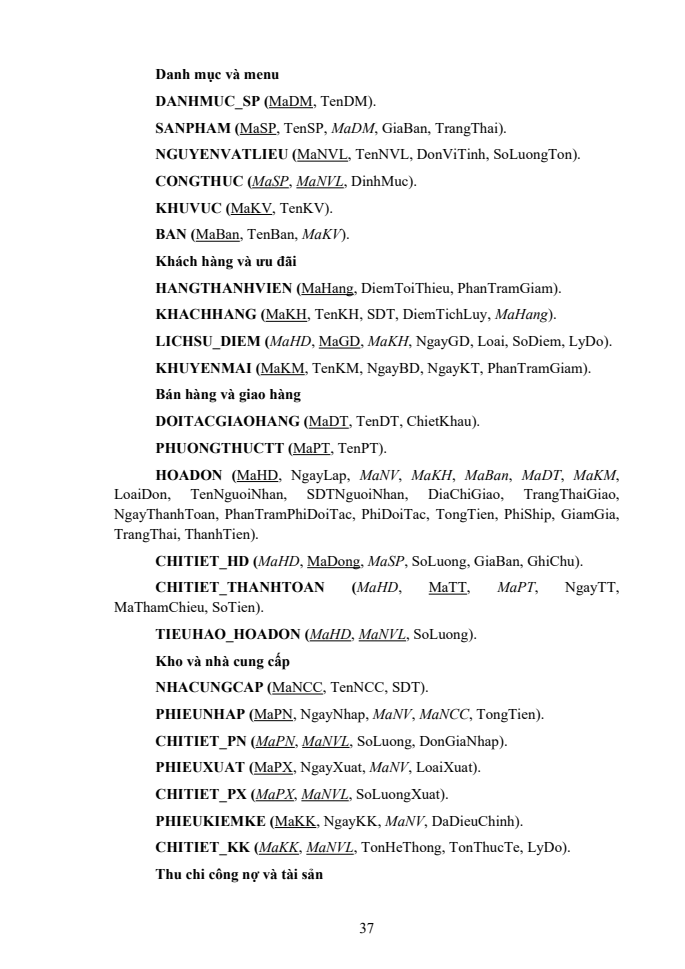 Danh mục và menu
DANHMUC_SP (MaDM, TenDM).
SANPHAM (MaSP, TenSP, MaDM, GiaBan, TrangThai).
NGUYENVATLIEU (MaNVL, TenNVL, DonViTinh, SoLuongTon).
CONGTHUC (MaSP, MaNVL, DinhMuc).
KHUVUC (MaKV, TenKV).
BAN (MaBan, TenBan, MaKV).
Khách hàng và ưu đãi
HANGTHANHVIEN (MaHang, DiemToiThieu, PhanTramGiam).
KHACHHANG (MaKH, TenKH, SDT, DiemTichLuy, MaHang).
LICHSU_DIEM (MaHD, MaGD, MaKH, NgayGD, Loai, SoDiem, LyDo).
KHUYENMAI (MaKM, TenKM, NgayBD, NgayKT, PhanTramGiam).
Bán hàng và giao hàng
DOITACGIAOHANG (MaDT, TenDT, ChietKhau).
PHUONGTHUCTT (MaPT, TenPT).
HOADON (MaHD, NgayLap, MaNV, MaKH, MaBan, MaDT, MaKM,
LoaiDon, TenNguoiNhan, SDTNguoiNhan, DiaChiGiao, TrangThaiGiao,
NgayThanhToan, PhanTramPhiDoiTac, PhiDoiTac, TongTien, PhiShip, GiamGia,
TrangThai, ThanhTien).
CHITIET_HD (MaHD, MaDong, MaSP, SoLuong, GiaBan, GhiChu).
CHITIET_THANHTOAN (MaHD, MaTT, MaPT, NgayTT,
MaThamChieu, SoTien).
TIEUHAO_HOADON (MaHD, MaNVL, SoLuong).
Kho và nhà cung cấp
NHACUNGCAP (MaNCC, TenNCC, SDT).
PHIEUNHAP (MaPN, NgayNhap, MaNV, MaNCC, TongTien).
CHITIET_PN (MaPN, MaNVL, SoLuong, DonGiaNhap).
PHIEUXUAT (MaPX, NgayXuat, MaNV, LoaiXuat).
CHITIET_PX (MaPX, MaNVL, SoLuongXuat).
PHIEUKIEMKE (MaKK, NgayKK, MaNV, DaDieuChinh).
CHITIET_KK (MaKK, MaNVL, TonHeThong, TonThucTe, LyDo).
Thu chi công nợ và tài sản
37